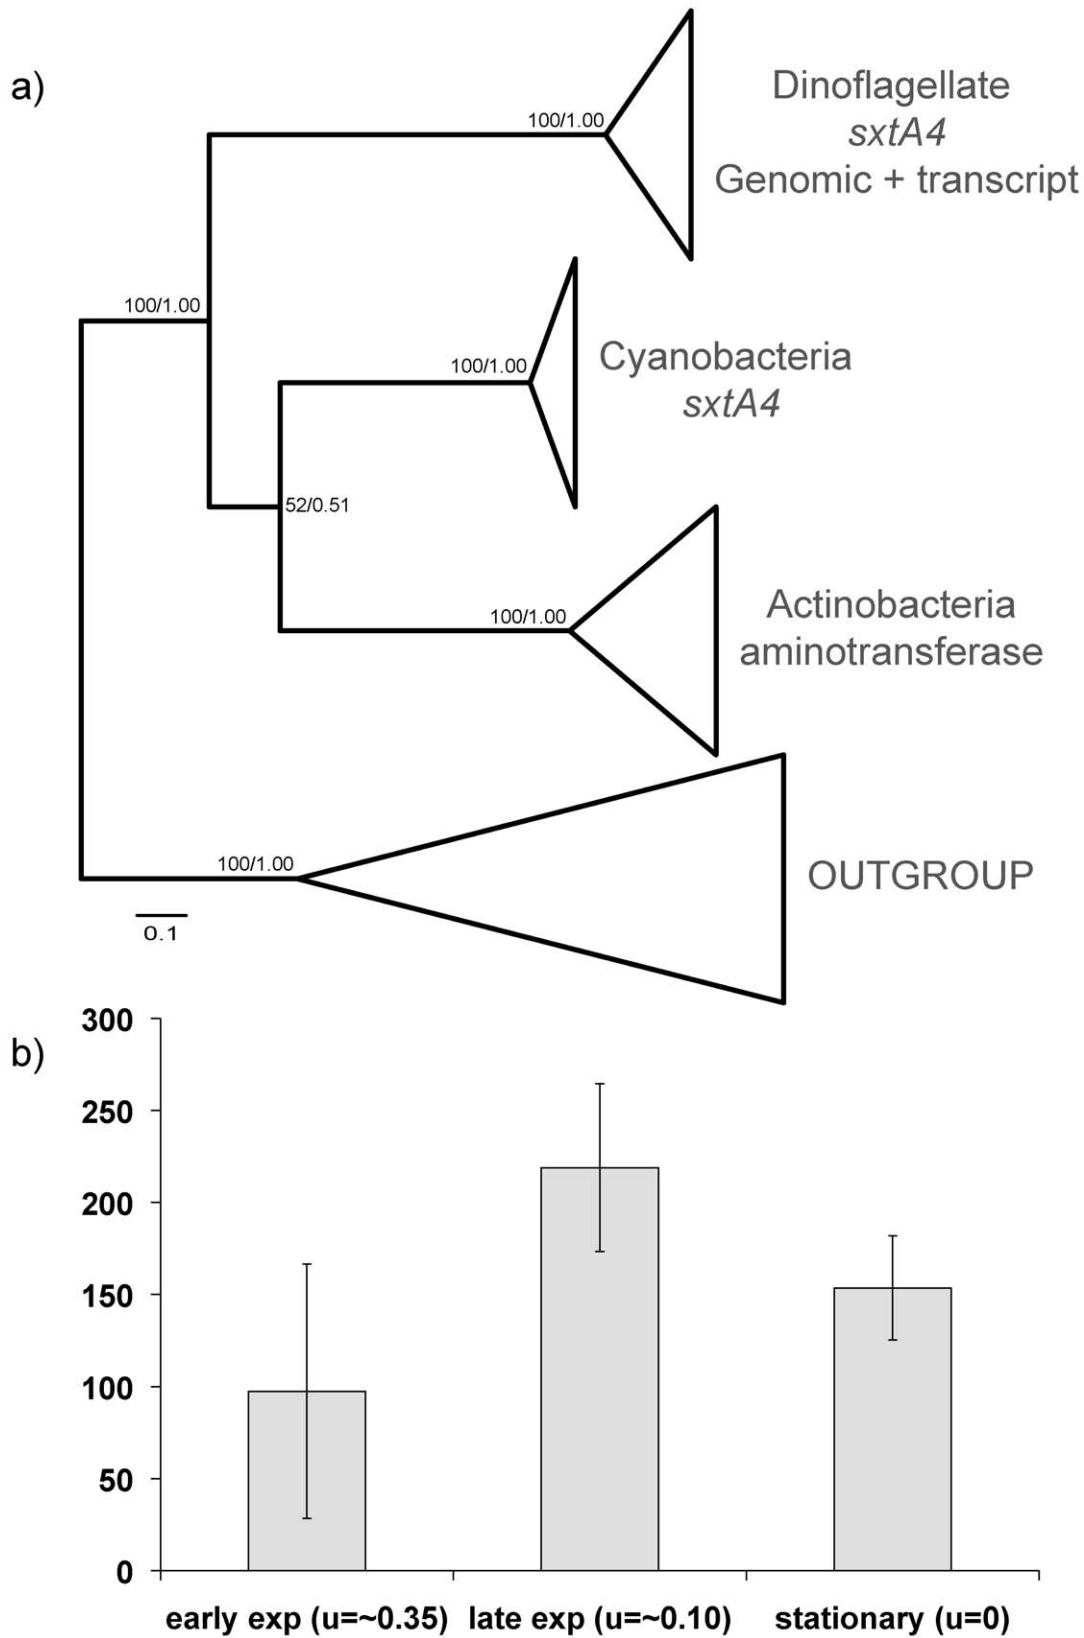 a)
100/1.00
Dinoflagellate
sxtA4
Genomic + transcript
100/1.00
100/1.00
Cyanobacteria
sxtA4
52/0.51
100/1.00
Actinobacteria
aminotransferase
100/1.00
OUTGROUP
0.1
b)
300
250
200
150
100
50
0
early exp (u=~0.35) late exp (u=~0.10) stationary (u=0)